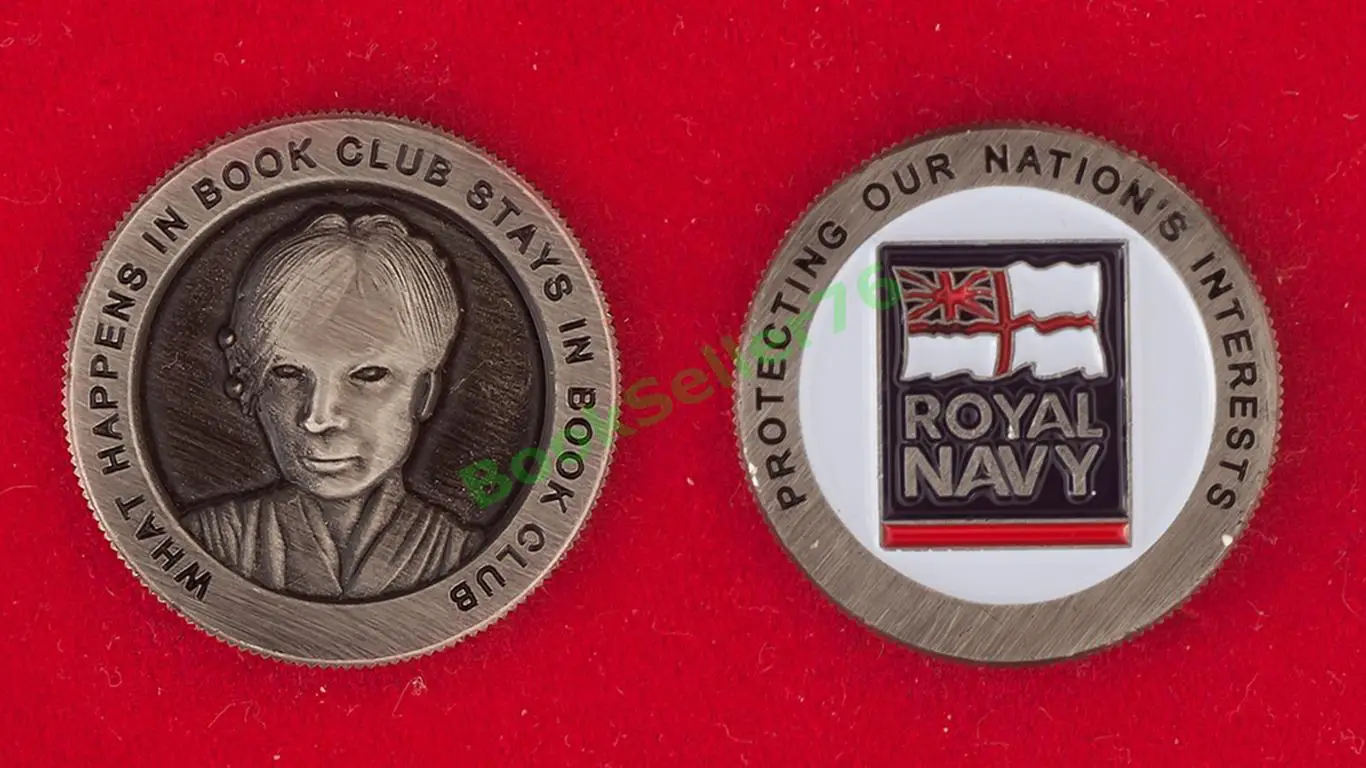 WHAT HAPPENS IN BOOK CLUB STAYS IN BOOK CLUB
PROTECTING OUR NATION'S INTERESTS
ROYAL
NAVY
BookSeller76